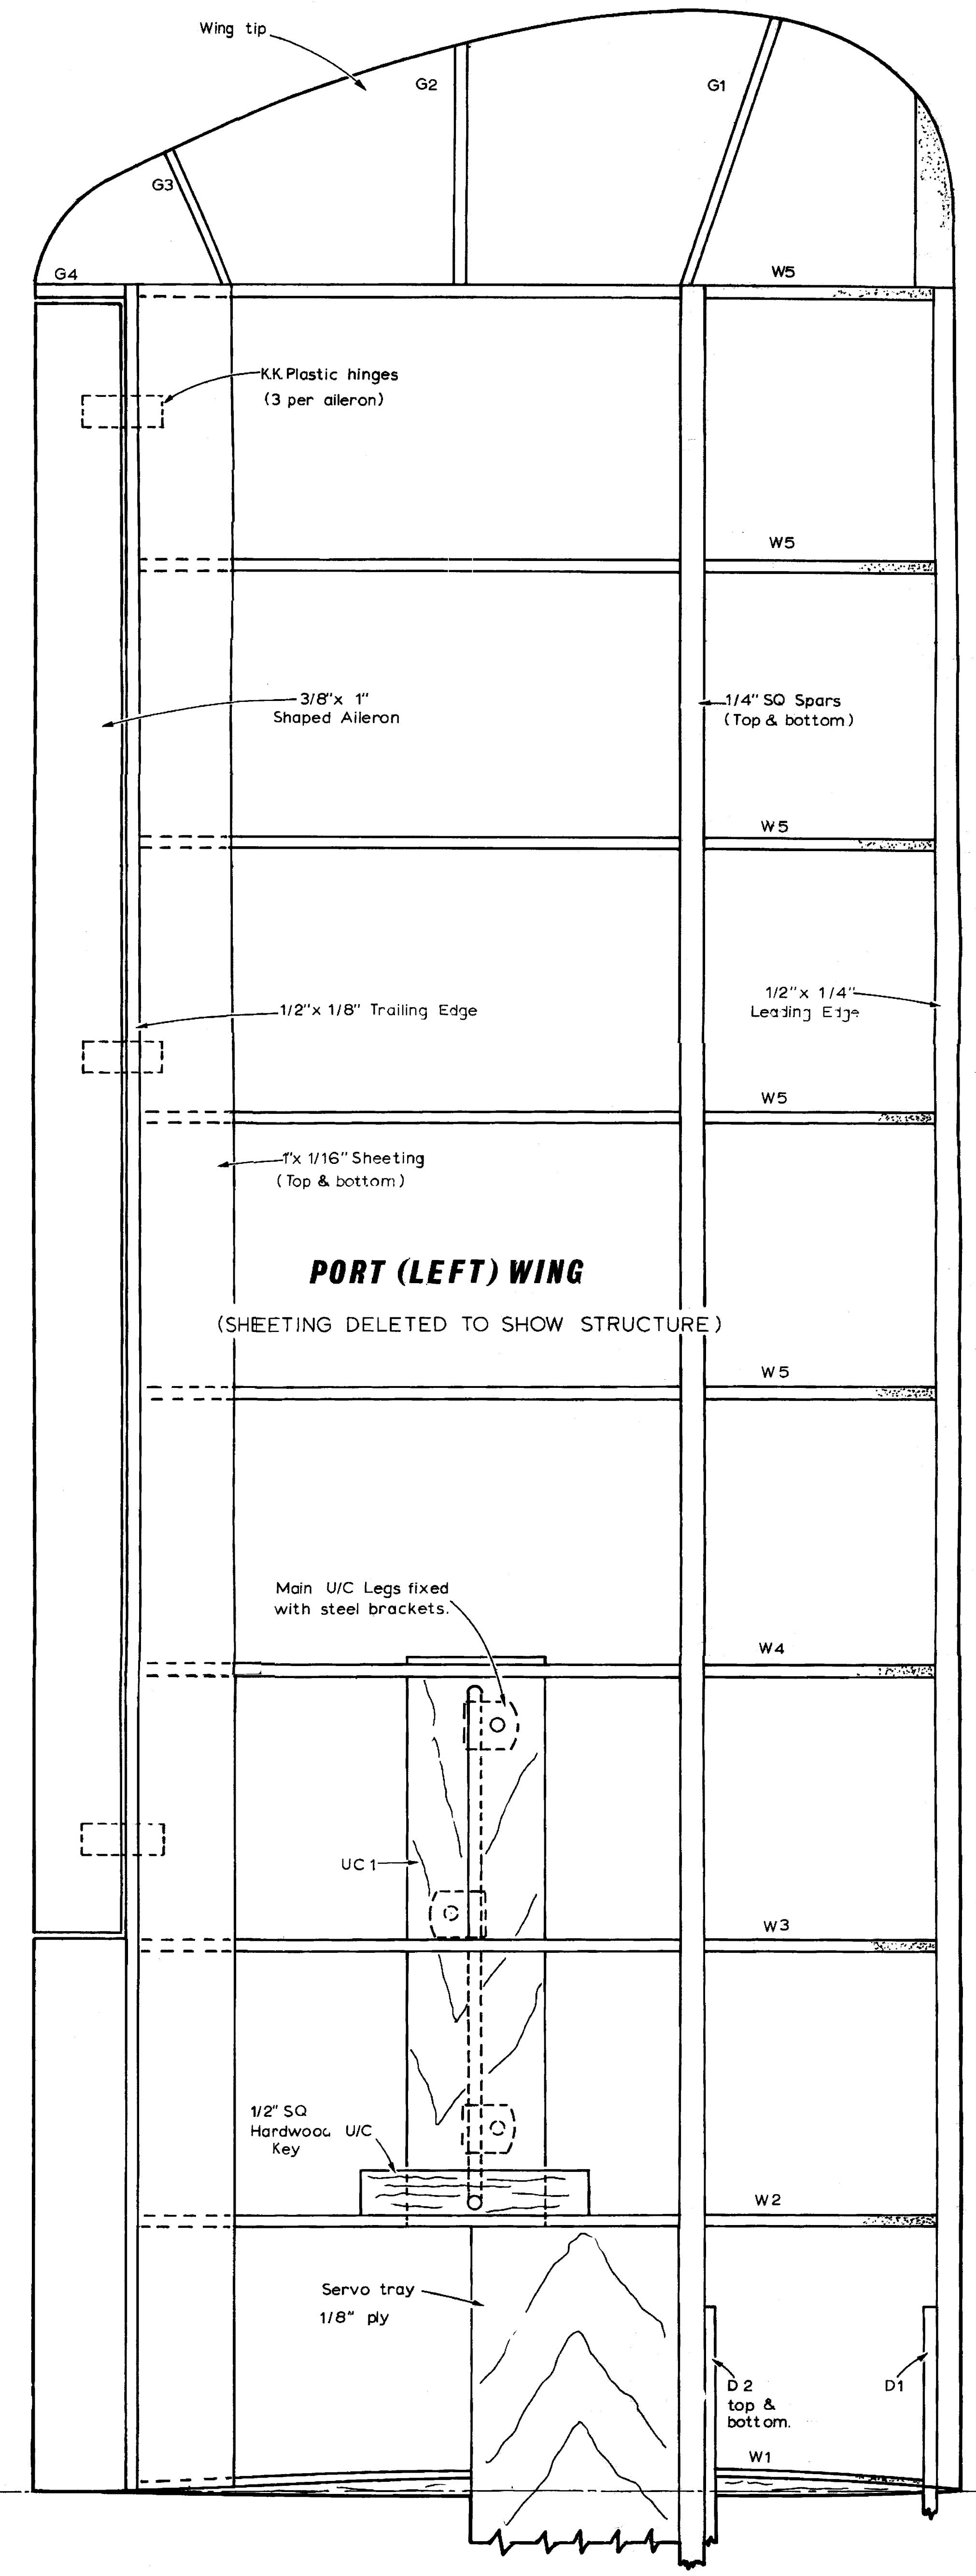 Wing tip
G2
G1
G3
G4
W5
K.K. Plastic hinges
(3 per aileron)
W5
3/8"x 1"
Shaped Aileron
1/4" SQ Spars
(Top & bottom)
W5
1/2"x 1/4"
Leading Edge
1/2"x 1/8" Trailing Edge
W5
1"x 1/16" Sheeting
(Top & bottom)
PORT (LEFT) WING
(SHEETING DELETED TO SHOW STRUCTURE)
W5
Main U/C Legs fixed
with steel brackets.
W4
UC1
W3
1/2" SQ
Hardwood U/C
Key
W2
Servo tray
1/8" ply
D2
top &
bottom.
D1
W1